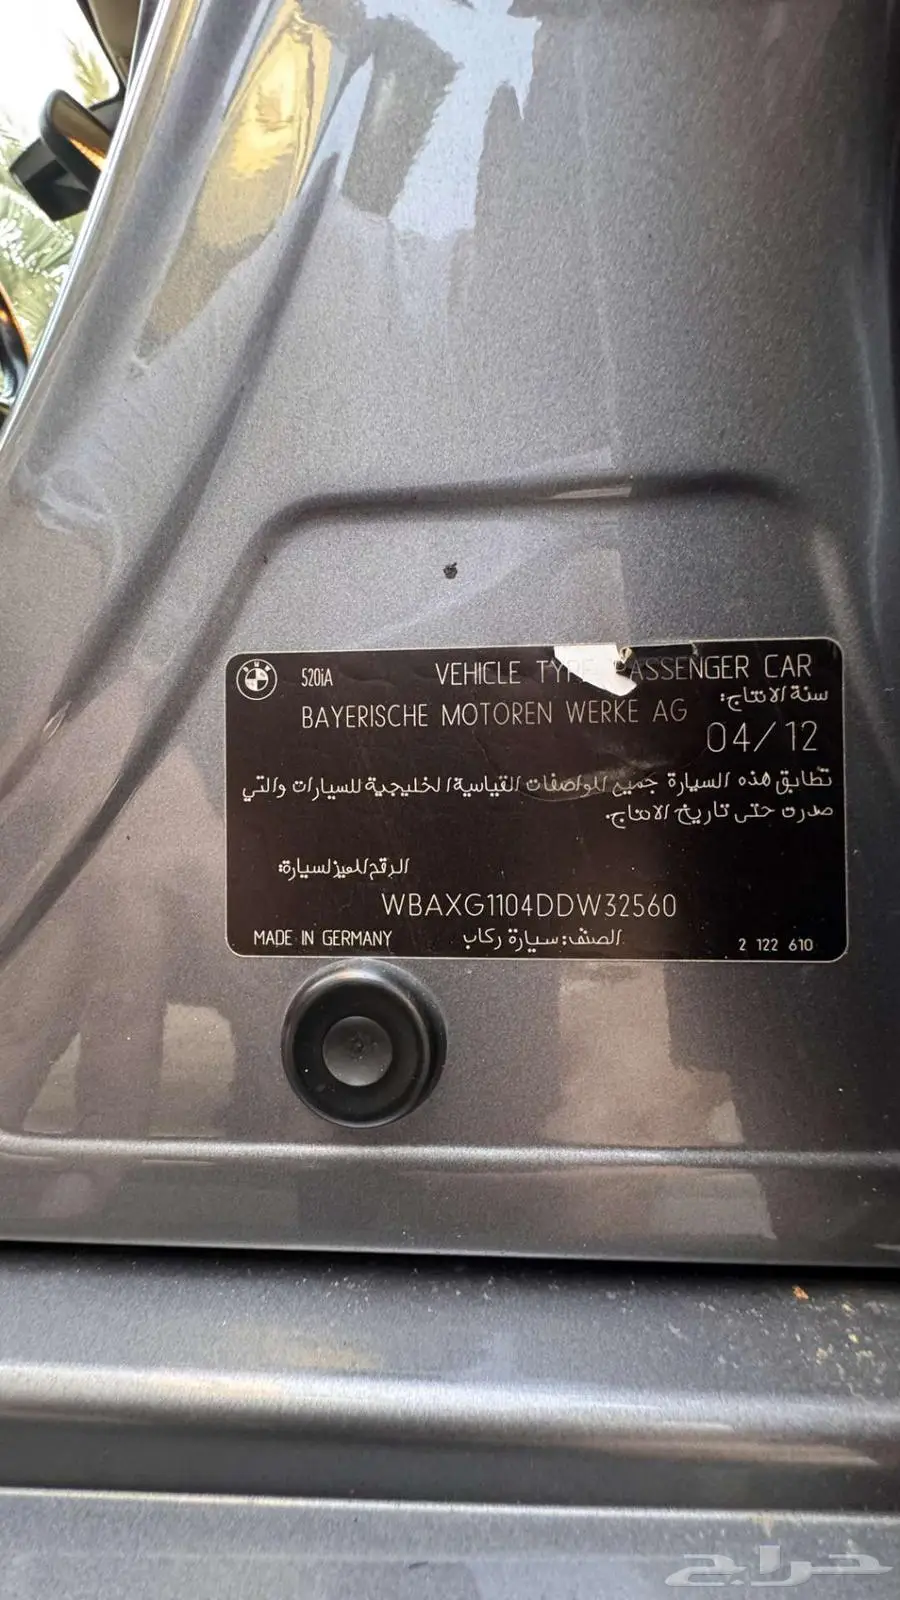 BMW
520iA
VEHICLE TYPE PASSENGER CAR
سنة الانتاج:
BAYERISCHE MOTOREN WERKE AG
04/12
تطابق هذه السيارة جميع المواصفات القياسية الخليجية للسيارات والتي
صدرت حتى تاريخ الانتاج.
الرقم المميز لسيارة:
WBAXG1104DDW32560
MADE IN GERMANY
الصنف: سيارة ركاب
2 122 610
حراج